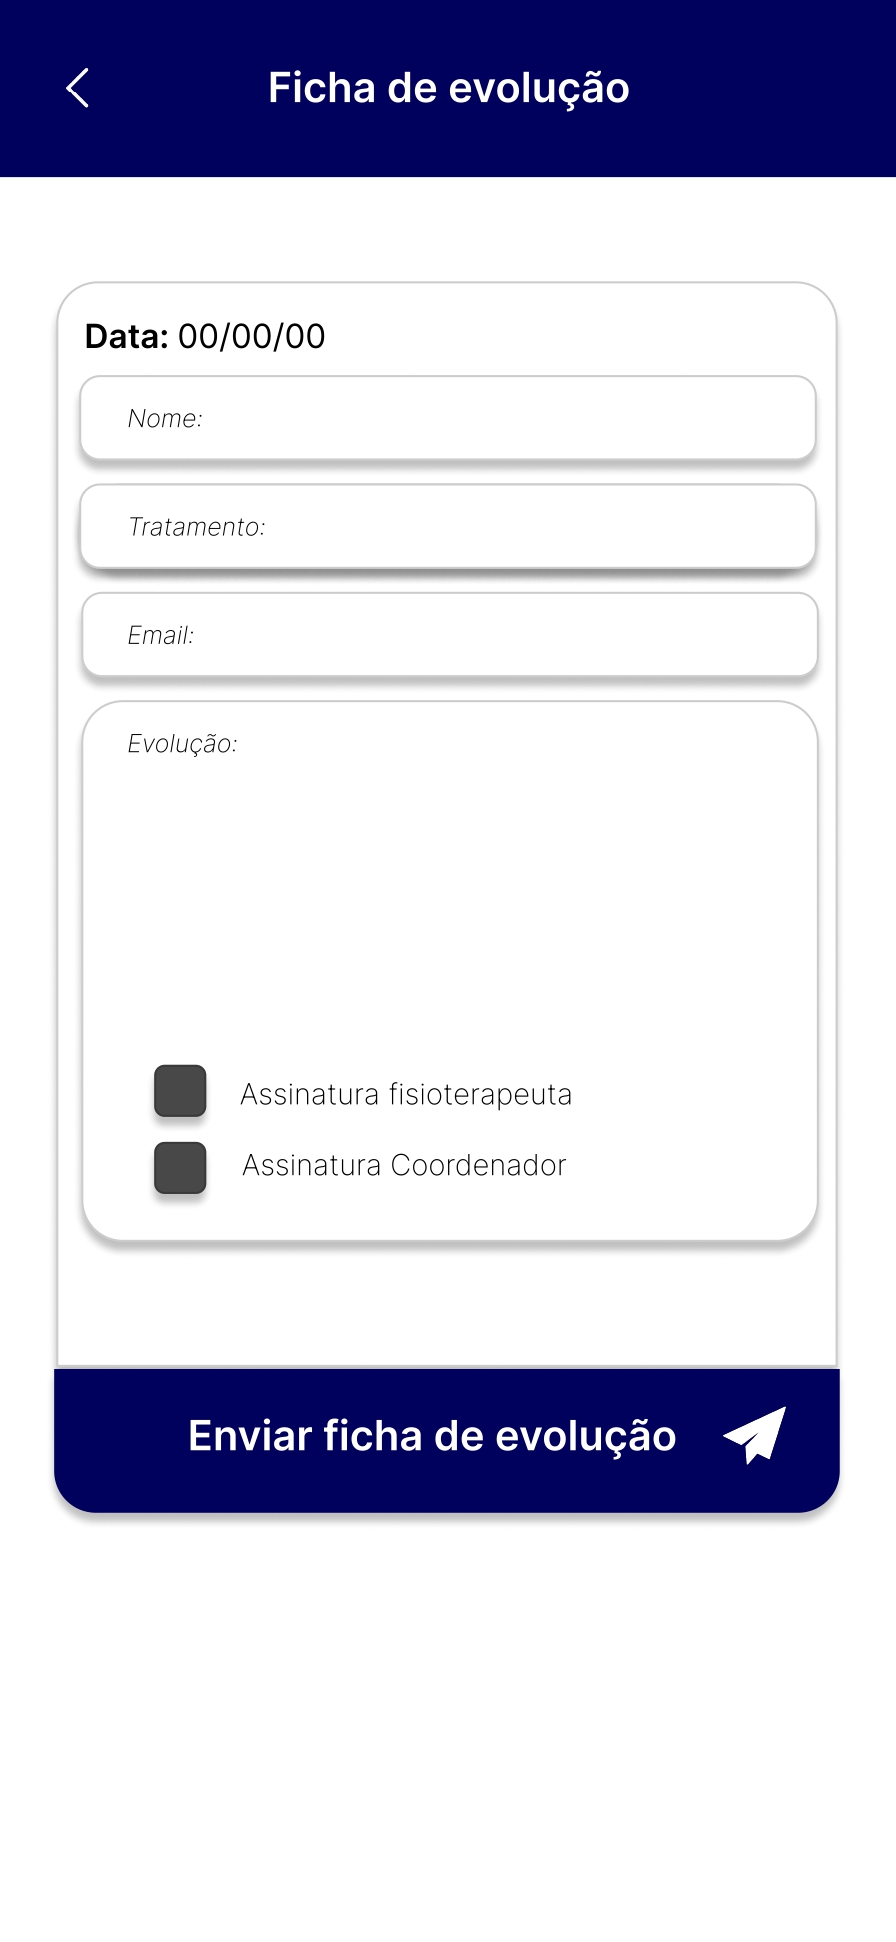 Ficha de evolução
Data: 00/00/00
Nome:
Tratamento:
Email:
Evolução:
Assinatura fisioterapeuta
Assinatura Coordenador
Enviar ficha de evolução